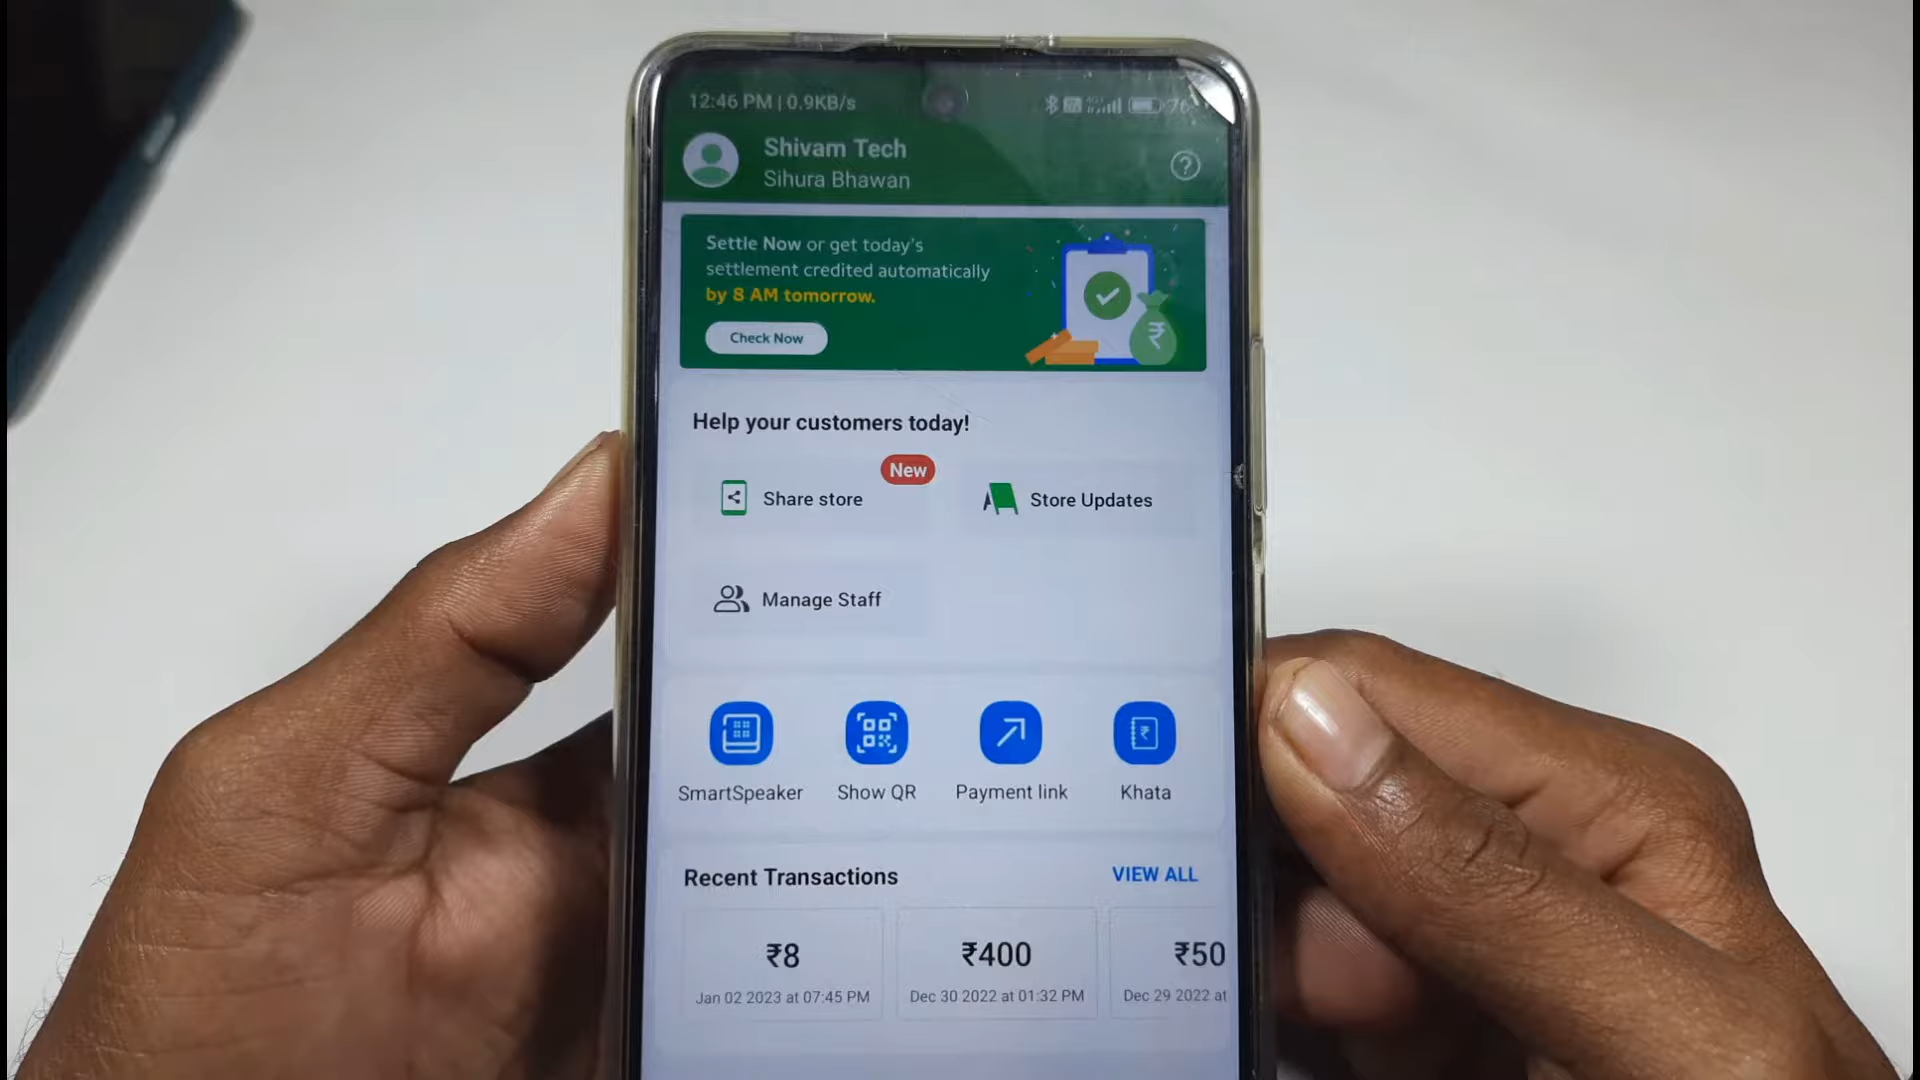 12:46 PM | 0.9KB/s
Shivam Tech
Sihura Bhawan
Settle Now or get today's
settlement credited automatically
by 8 AM tomorrow.
Check Now
Help your customers today!
New
Share store
Store Updates
Manage Staff
SmartSpeaker
Show QR
Payment link
Khata
Recent Transactions
VIEW ALL
₹8
₹400
₹50
Jan 02 2023 at 07:45 PM
Dec 30 2022 at 01:32 PM
Dec 29 2022 at